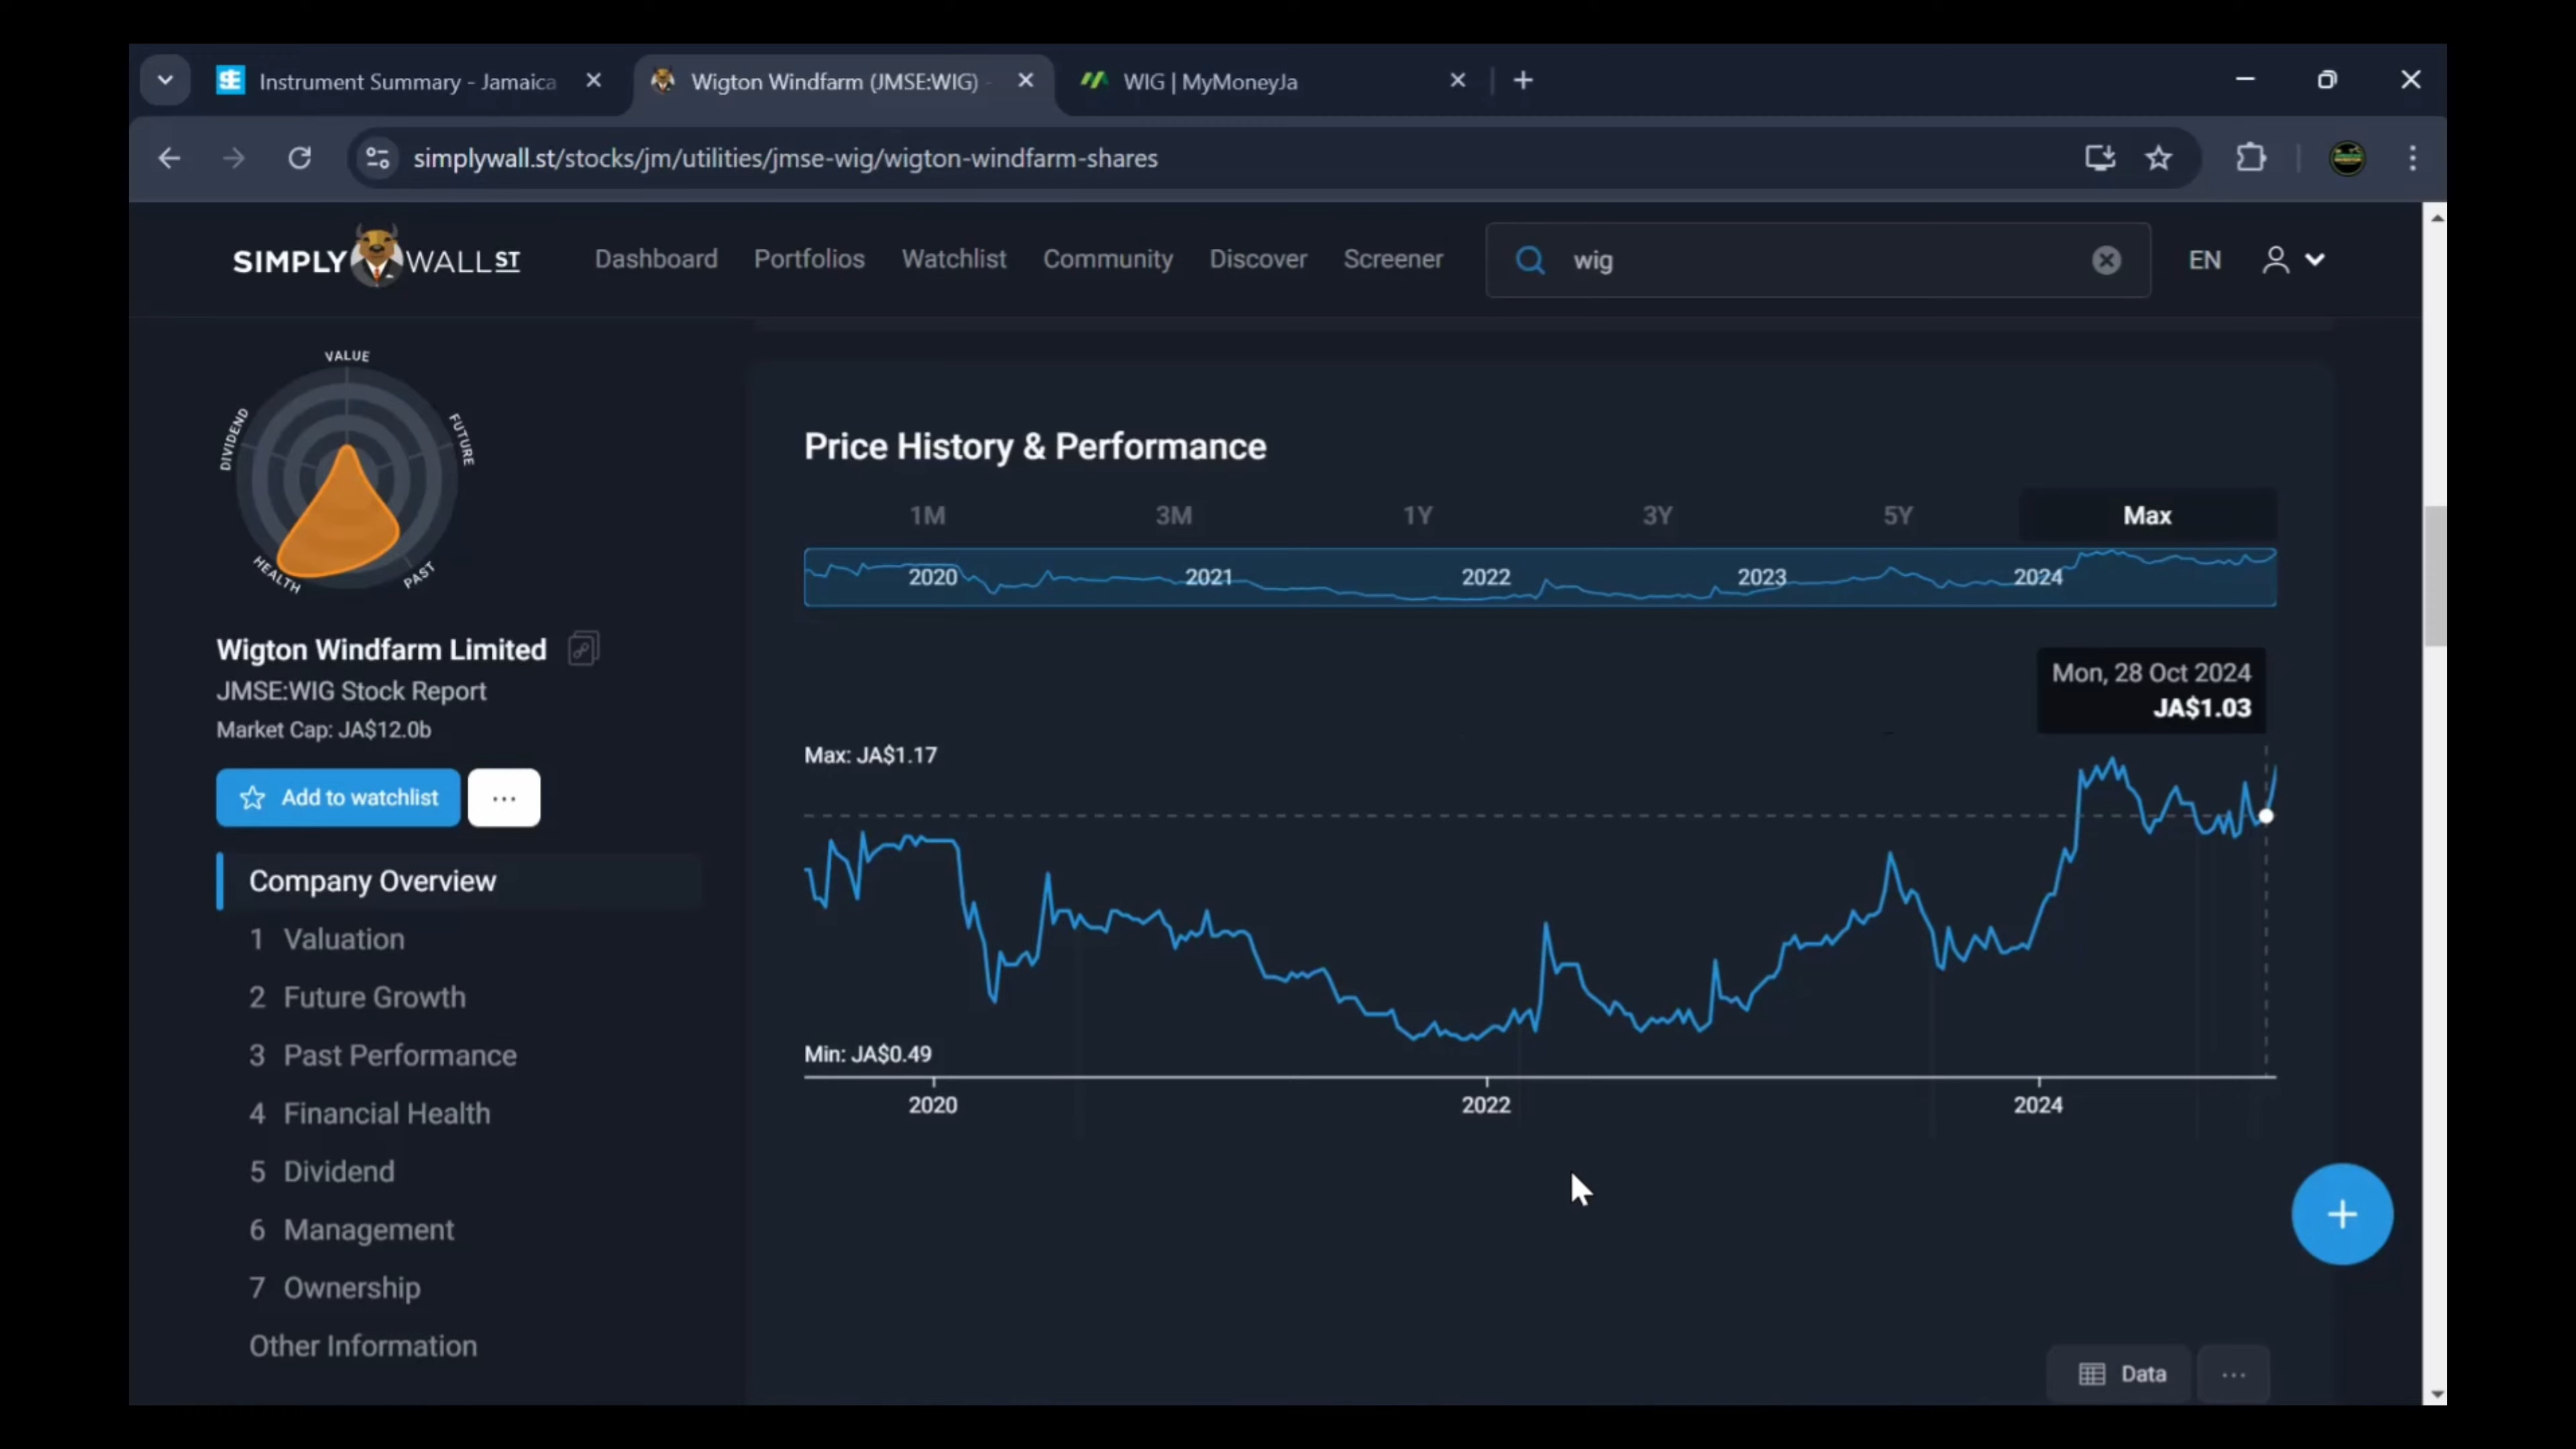 Instrument Summary - Jamaica
Wigton Windfarm (JMSE:WIG) -
WIG | MyMoneyJa
simplywall.st/stocks/jm/utilities/jmse-wig/wigton-windfarm-shares
SIMPLY WALL ST
Dashboard
Portfolios
Watchlist
Community
Discover
Screener
wig
EN
VALUE
FUTURE
PAST
HEALTH
DIVIDEND
Wigton Windfarm Limited
JMSE:WIG Stock Report
Market Cap: JA$12.0b
Add to watchlist
...
Company Overview
1 Valuation
2 Future Growth
3 Past Performance
4 Financial Health
5 Dividend
6 Management
7 Ownership
Other Information
Price History & Performance
1M 3M 1Y 3Y 5Y Max
2020 2021 2022 2023 2024
Mon, 28 Oct 2024
JA$1.03
Max: JA$1.17
Min: JA$0.49
2020 2022 2024
Data
...